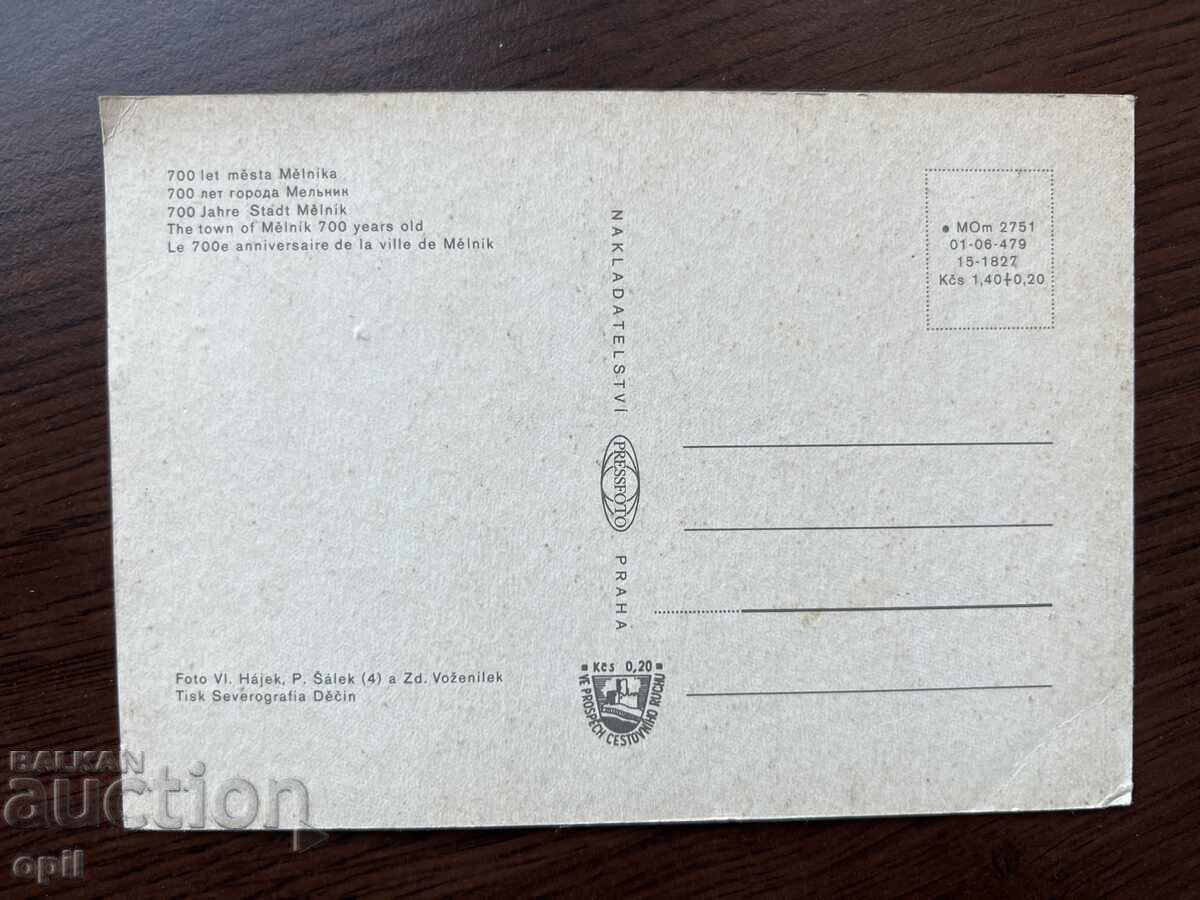 700 let města Mělníka
700 лет города Мельник
700 Jahre Stadt Mělník
The town of Mělník 700 years old
Le 700e anniversaire de la ville de Mělník
NAKLADATELSTVÍ
PRESSFOTO
PRAHA
• MOm 2751
01-06-479
15-1827
Kčs 1,40+0,20
Foto Vl. Hájek, P. Šálek (4) a Zd. Voženílek
Tisk Severografia Děčín
Kčs 0,20
VE PROSPĚCH CESTOVNÍHO RUCHU
BALKAN
auction
opll